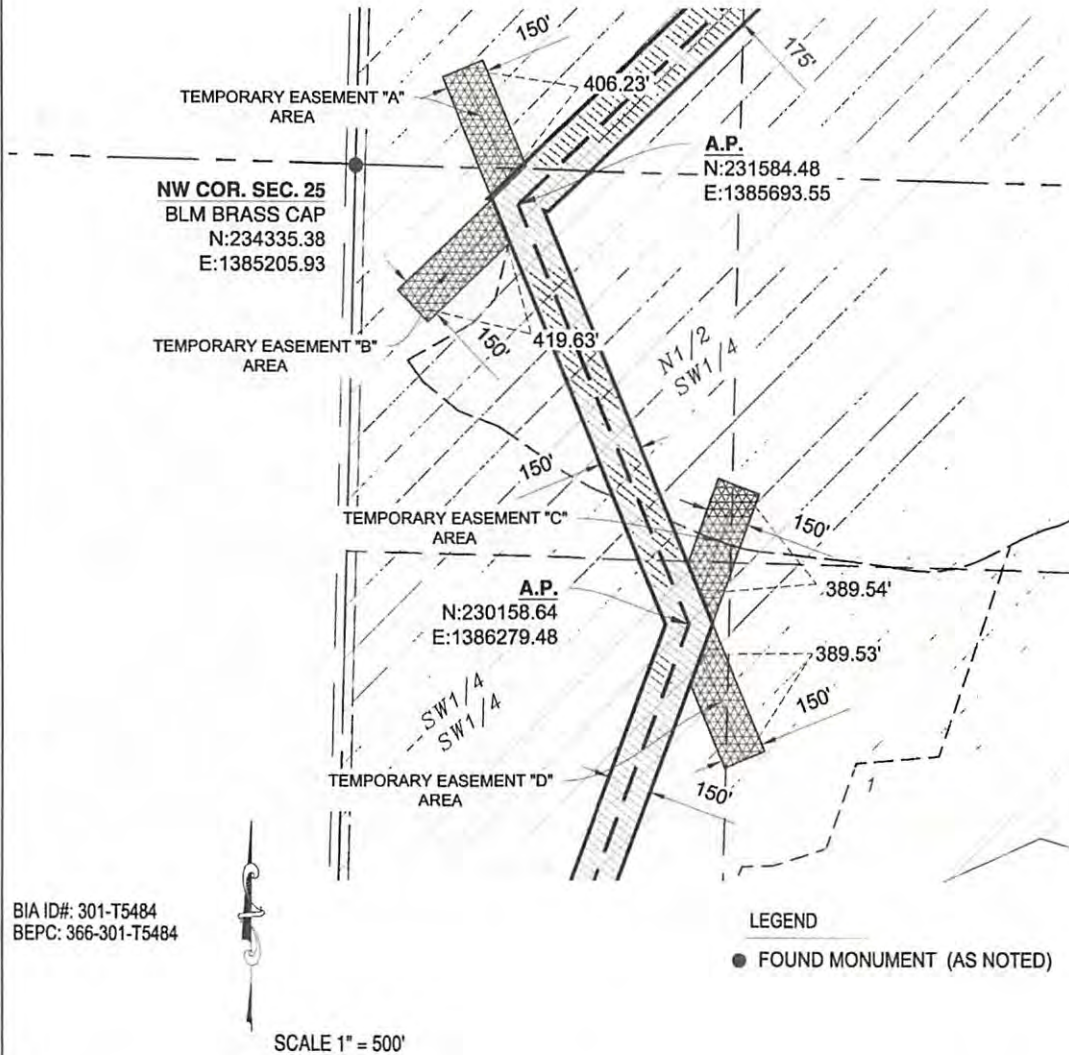 150'
175'
TEMPORARY EASEMENT "A"
AREA
406.23'
A.P.
N:231584.48
E:1385693.55
NW COR. SEC. 25
BLM BRASS CAP
N:234335.38
E:1385205.93
TEMPORARY EASEMENT "B"
AREA
150'
419.63'
N1/2
SW1/4
150'
TEMPORARY EASEMENT "C"
AREA
150'
A.P.
N:230158.64
E:1386279.48
389.54'
389.53'
SW1/4
SW1/4
150'
TEMPORARY EASEMENT "D"
AREA
150'
1
BIA ID#: 301-T5484
BEPC: 366-301-T5484
LEGEND
FOUND MONUMENT (AS NOTED)
SCALE 1" = 500'